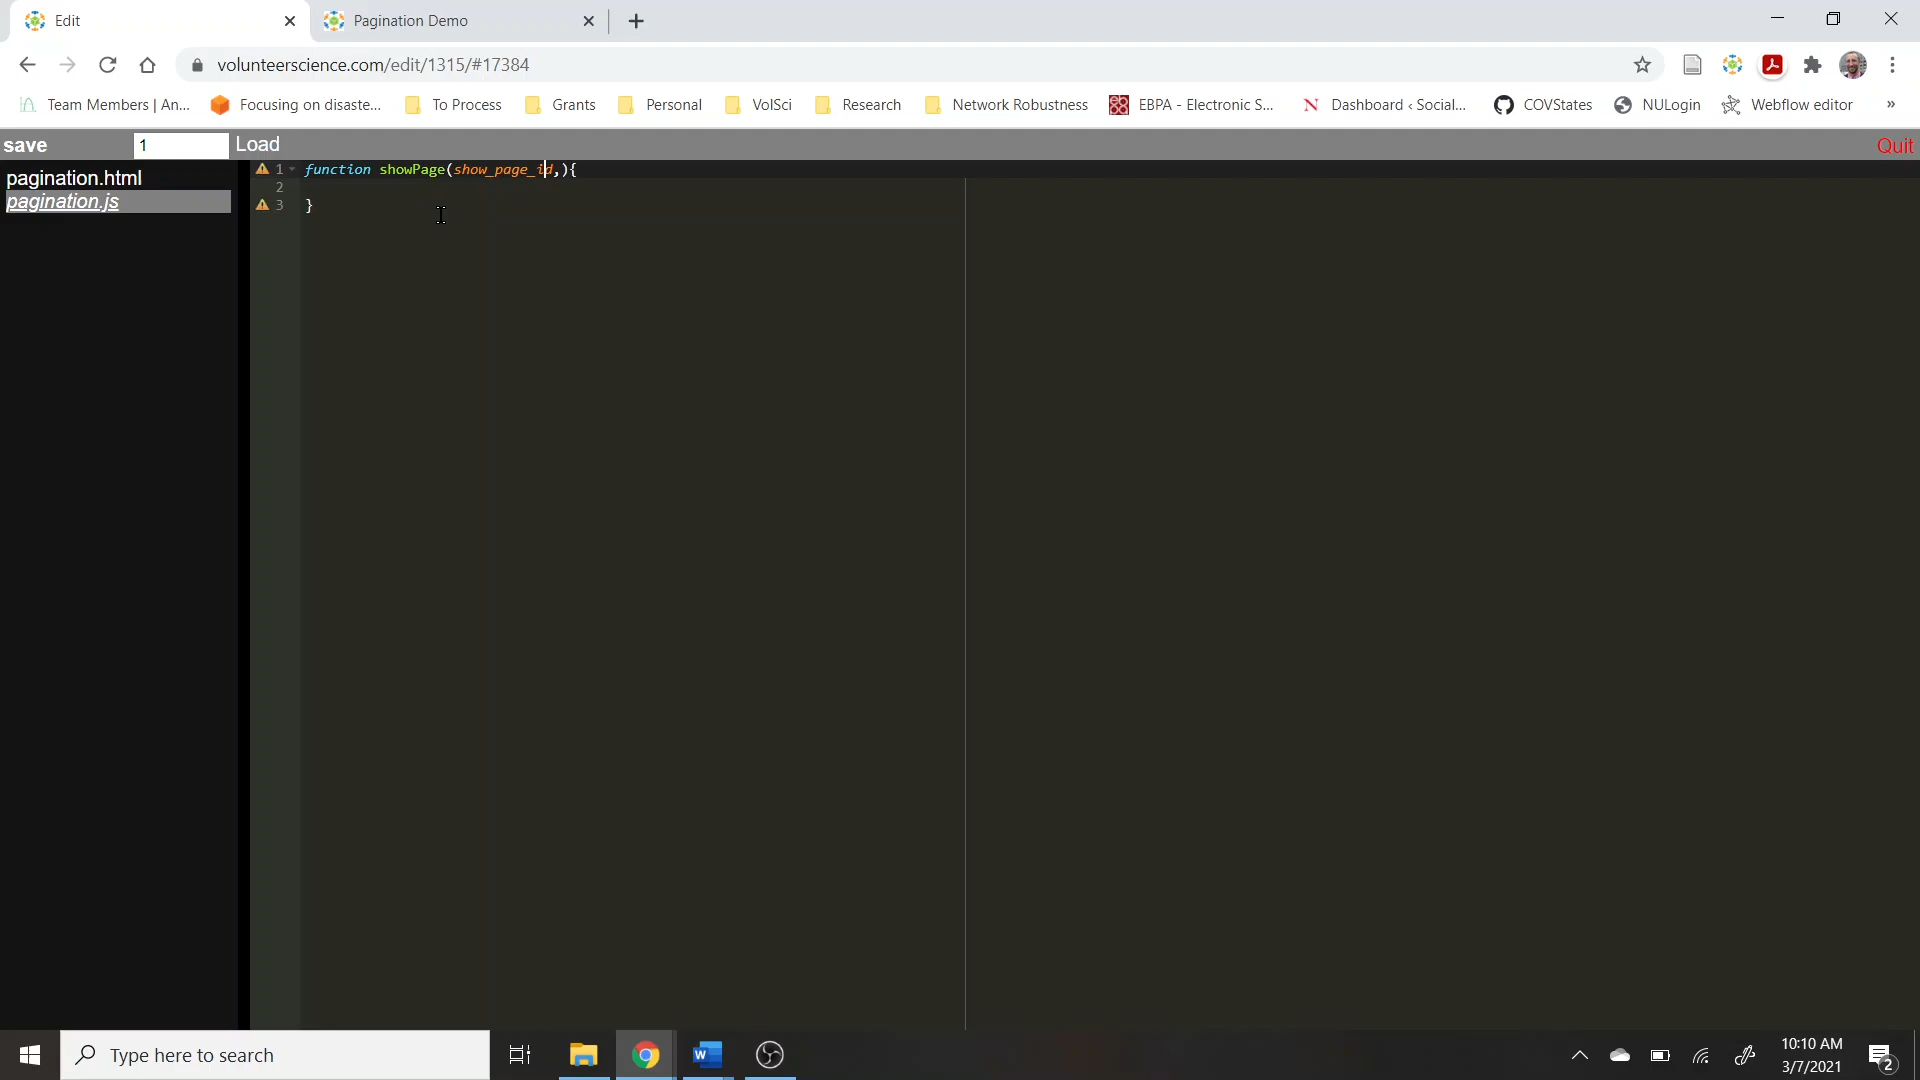 Edit
Pagination Demo
volunteerscience.com/edit/1315/#17384
Team Members | An...
Focusing on disaste...
To Process
Grants
Personal
VolSci
Research
Network Robustness
EBPA - Electronic S...
Dashboard ‹ Social...
COVStates
NULogin
Webflow editor
»
save
1
Load
Quit
pagination.html
pagination.js
1 function showPage(show_page_id,){
2
3 }
Type here to search
10:10 AM
3/7/2021
2